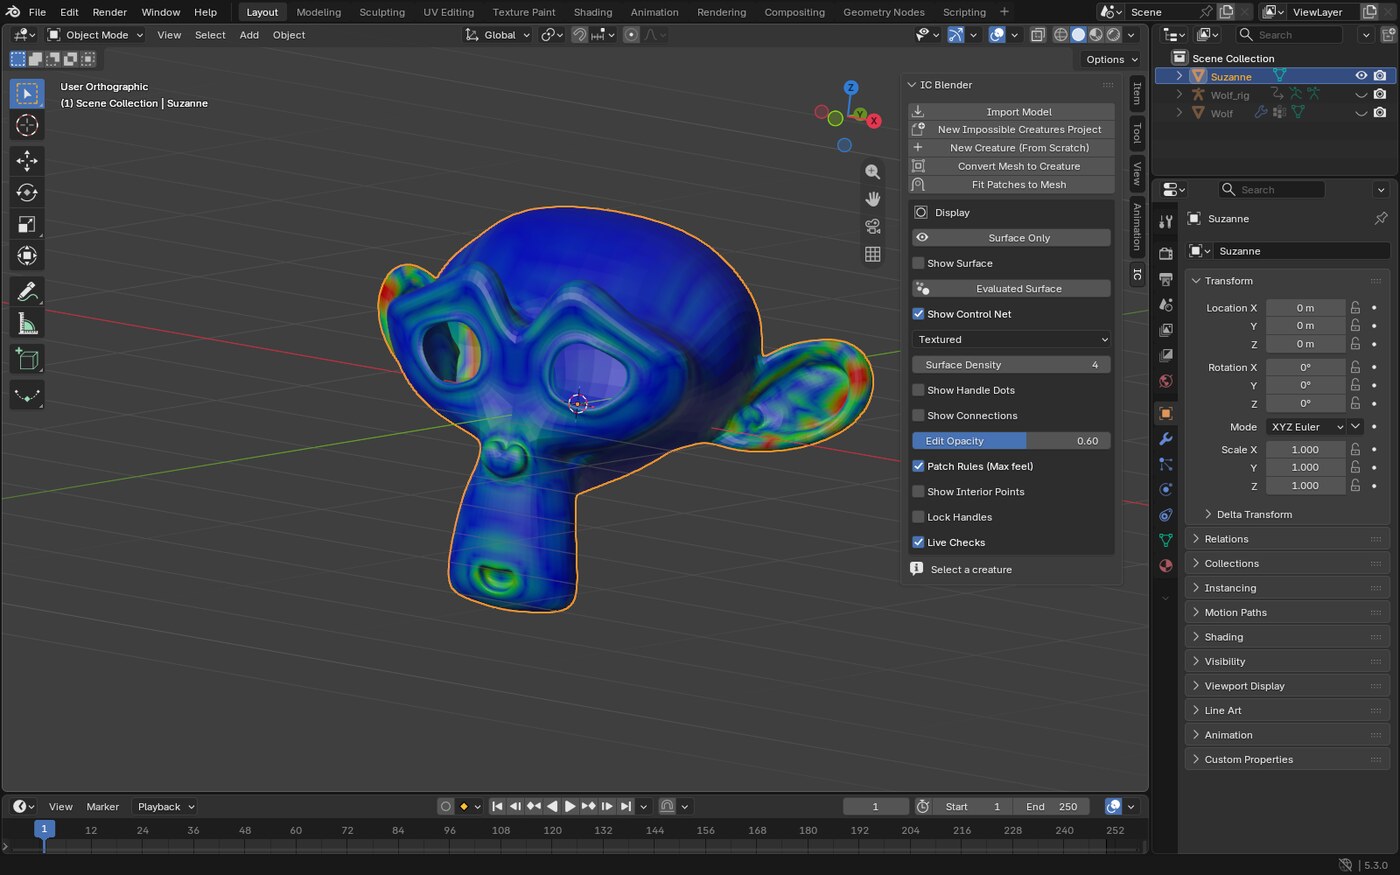 File Edit Render Window Help Layout Modeling Sculpting UV Editing Texture Paint Shading Animation Rendering Compositing Geometry Nodes Scripting + Scene ViewLayer
Object Mode View Select Add Object Global Search
Options
User Orthographic
(1) Scene Collection | Suzanne
Z
Y
X
IC Blender
Import Model
New Impossible Creatures Project
New Creature (From Scratch)
Convert Mesh to Creature
Fit Patches to Mesh
Display
Surface Only
Show Surface
Evaluated Surface
Show Control Net
Textured
Surface Density 4
Show Handle Dots
Show Connections
Edit Opacity 0.60
Patch Rules (Max feel)
Show Interior Points
Lock Handles
Live Checks
Select a creature
Item
Tool
View
Animation
IC
Scene Collection
Suzanne
Wolf_rig
Wolf
Search
Suzanne
Suzanne
Transform
Location X 0 m
Y 0 m
Z 0 m
Rotation X 0°
Y 0°
Z 0°
Mode XYZ Euler
Scale X 1.000
Y 1.000
Z 1.000
Delta Transform
Relations
Collections
Instancing
Motion Paths
Shading
Visibility
Viewport Display
Line Art
Animation
Custom Properties
View Marker Playback 1 Start 1 End 250
1 12 24 36 48 60 72 84 96 108 120 132 144 156 168 180 192 204 216 228 240 252
5.3.0